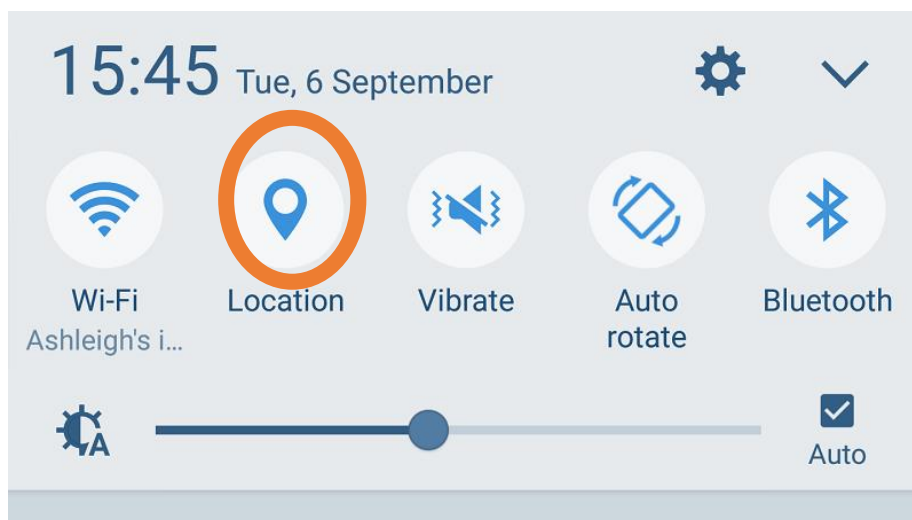 15:45 Tue, 6 September
Wi-Fi Location Vibrate Auto rotate Bluetooth
Ashleigh's i...
A
Auto